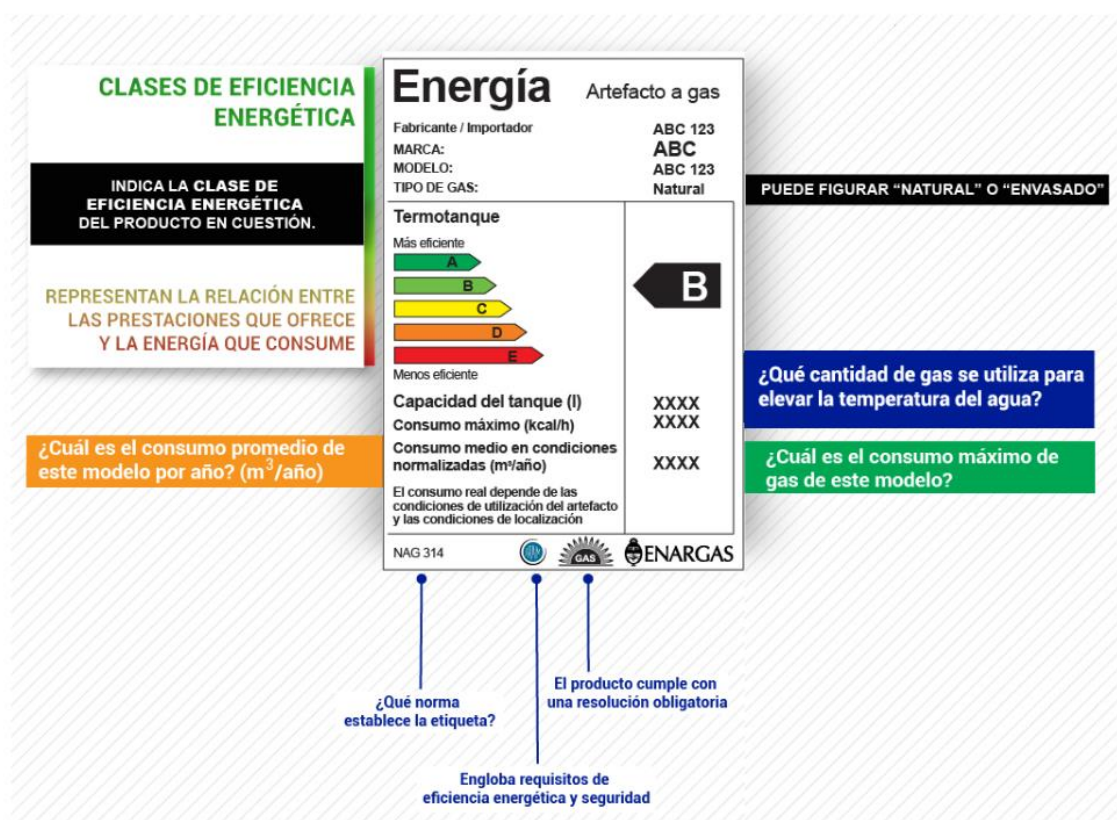 CLASES DE EFICIENCIA
ENERGÉTICA
INDICA LA CLASE DE
EFICIENCIA ENERGÉTICA
DEL PRODUCTO EN CUESTIÓN.
REPRESENTAN LA RELACIÓN ENTRE
LAS PRESTACIONES QUE OFRECE
Y LA ENERGÍA QUE CONSUME
¿Cuál es el consumo promedio de
este modelo por año? (m³/año)
Energía Artefacto a gas
Fabricante / Importador ABC 123
MARCA: ABC
MODELO: ABC 123
TIPO DE GAS: Natural
Termotanque
Más eficiente
A
B
C
D
E
Menos eficiente
B
Capacidad del tanque (l) XXXX
Consumo máximo (kcal/h) XXXX
Consumo medio en condiciones
normalizadas (m³/año) XXXX
El consumo real depende de las
condiciones de utilización del artefacto
y las condiciones de localización
NAG 314 GAS ENARGAS
PUEDE FIGURAR “NATURAL” O “ENVASADO”
¿Qué cantidad de gas se utiliza para
elevar la temperatura del agua?
¿Cuál es el consumo máximo de
gas de este modelo?
¿Qué norma
establece la etiqueta?
El producto cumple con
una resolución obligatoria
Engloba requisitos de
eficiencia energética y seguridad